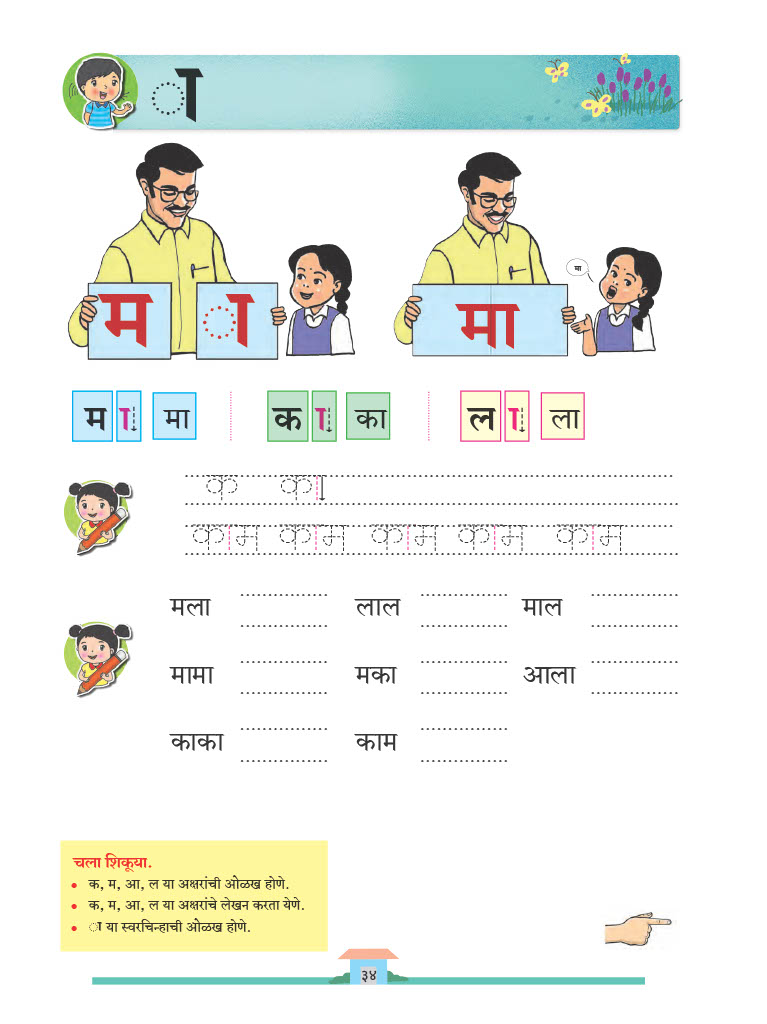 ा
म ा
मा
मा
म ा मा क ा का ल ा ला
क का
काम काम काम काम काम
मला लाल माल
मामा मका आला
काका काम
चला शिकूया.
• क, म, आ, ल या अक्षरांची ओळख होणे.
• क, म, आ, ल या अक्षरांचे लेखन करता येणे.
• ा या स्वरचिन्हाची ओळख होणे.
३४